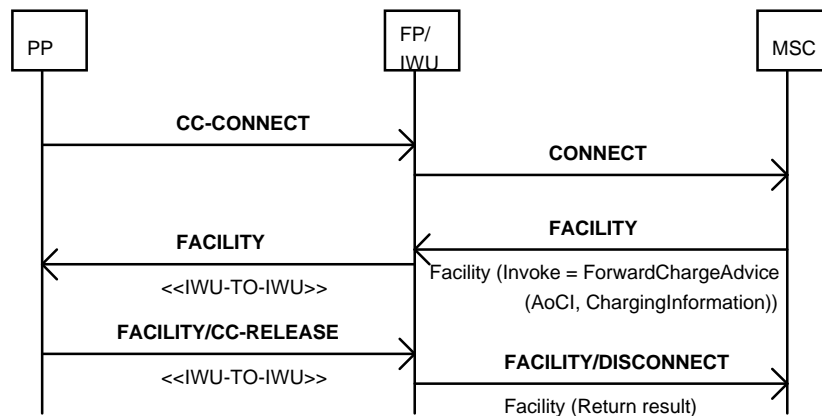 PP
FP/
IWU
MSC
CC-CONNECT
CONNECT
FACILITY
FACILITY
Facility (Invoke = ForwardChargeAdvice
<<IWU-TO-IWU>>
(AoCI, ChargingInformation))
FACILITY/CC-RELEASE
FACILITY/DISCONNECT
<<IWU-TO-IWU>>
Facility (Return result)